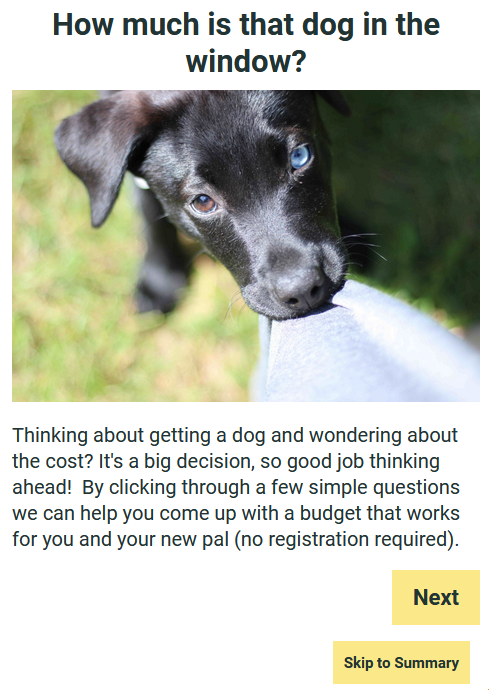 How much is that dog in the
window?
Thinking about getting a dog and wondering about
the cost? It's a big decision, so good job thinking
ahead!  By clicking through a few simple questions
we can help you come up with a budget that works
for you and your new pal (no registration required).
Next
Skip to Summary